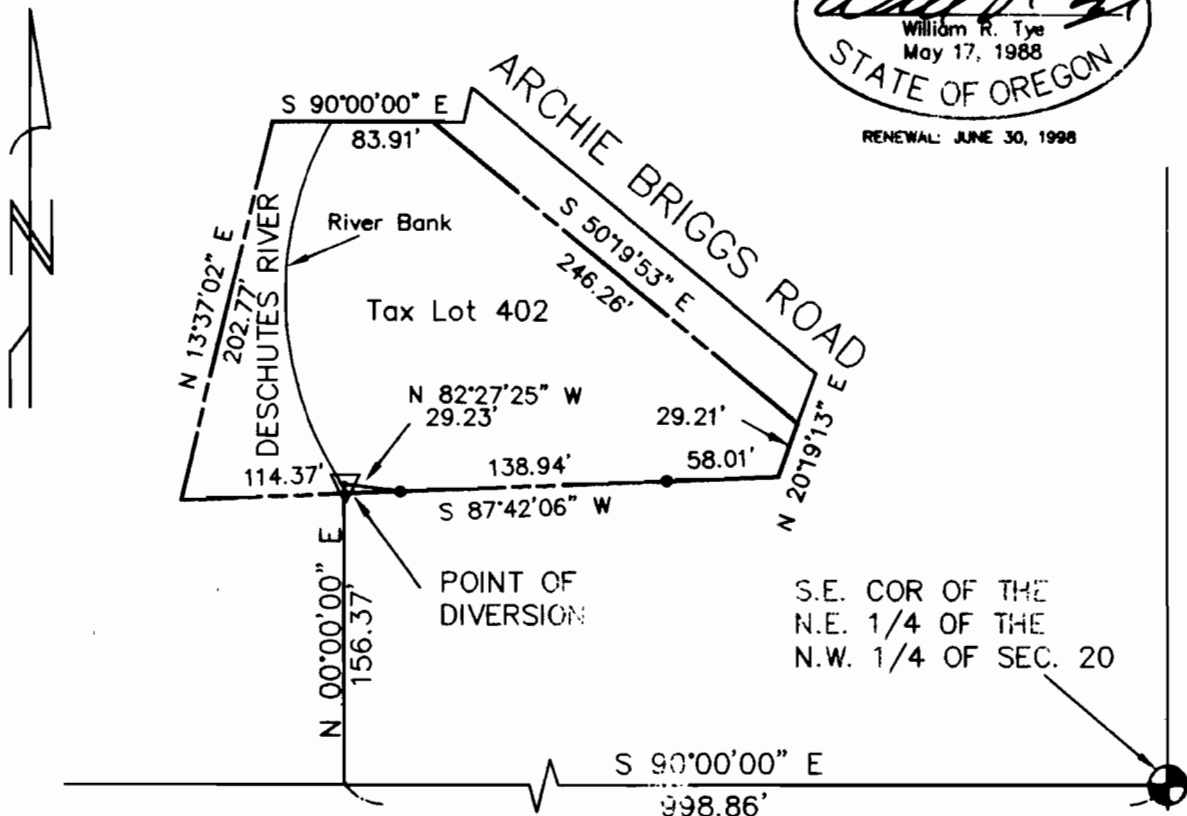 William R. Tye
May 17, 1988
STATE OF OREGON
RENEWAL: JUNE 30, 1998
N
ARCHIE BRIGGS ROAD
S 90°00'00" E
83.91'
River Bank
DESCHUTES RIVER
N 13°37'02" E
202.77'
S 50°19'53" E
246.26'
Tax Lot 402
N 82°27'25" W
29.23'
29.21'
N 20°19'13" E
114.37'
138.94'
58.01'
S 87°42'06" W
POINT OF
DIVERSION
N 00°00'00" E
156.37'
S.E. COR OF THE
N.E. 1/4 OF THE
N.W. 1/4 OF SEC. 20
S 90°00'00" E
998.86'